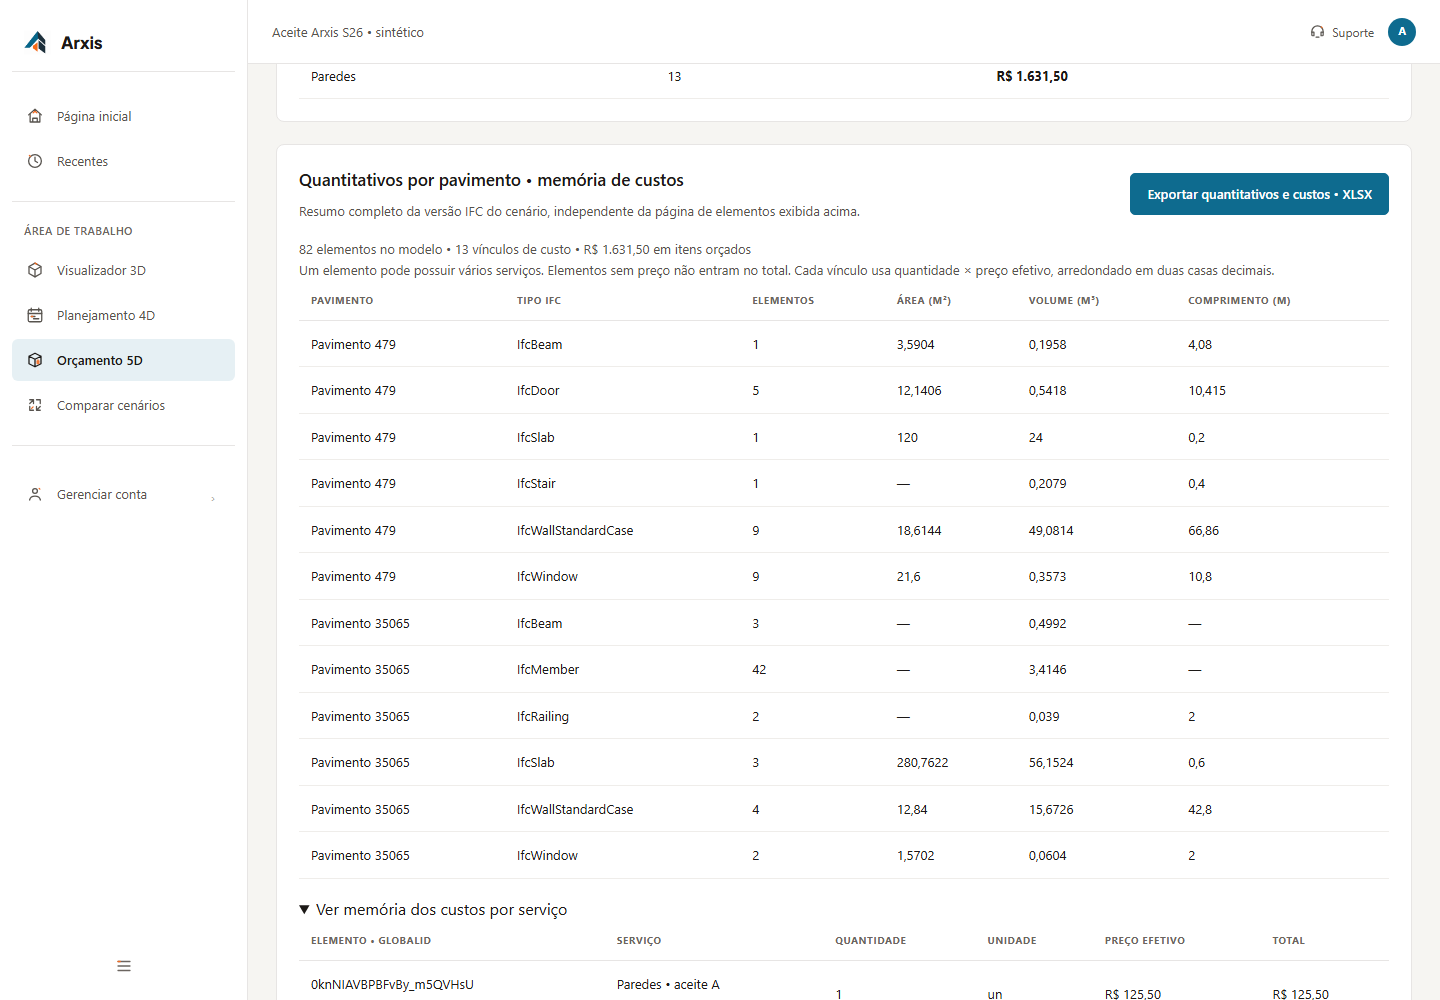 Arxis
Aceite Arxis S26 • sintético
Suporte
A
Página inicial
Recentes
ÁREA DE TRABALHO
Visualizador 3D
Planejamento 4D
Orçamento 5D
Comparar cenários
Gerenciar conta
Paredes 13 R$ 1.631,50
Quantitativos por pavimento • memória de custos
Exportar quantitativos e custos • XLSX
Resumo completo da versão IFC do cenário, independente da página de elementos exibida acima.
82 elementos no modelo • 13 vínculos de custo • R$ 1.631,50 em itens orçados
Um elemento pode possuir vários serviços. Elementos sem preço não entram no total. Cada vínculo usa quantidade × preço efetivo, arredondado em duas casas decimais.
PAVIMENTO TIPO IFC ELEMENTOS ÁREA (M²) VOLUME (M³) COMPRIMENTO (M)
Pavimento 479 IfcBeam 1 3,5904 0,1958 4,08
Pavimento 479 IfcDoor 5 12,1406 0,5418 10,415
Pavimento 479 IfcSlab 1 120 24 0,2
Pavimento 479 IfcStair 1 — 0,2079 0,4
Pavimento 479 IfcWallStandardCase 9 18,6144 49,0814 66,86
Pavimento 479 IfcWindow 9 21,6 0,3573 10,8
Pavimento 35065 IfcBeam 3 — 0,4992 —
Pavimento 35065 IfcMember 42 — 3,4146 —
Pavimento 35065 IfcRailing 2 — 0,039 2
Pavimento 35065 IfcSlab 3 280,7622 56,1524 0,6
Pavimento 35065 IfcWallStandardCase 4 12,84 15,6726 42,8
Pavimento 35065 IfcWindow 2 1,5702 0,0604 2
▼ Ver memória dos custos por serviço
ELEMENTO • GLOBALID SERVIÇO QUANTIDADE UNIDADE PREÇO EFETIVO TOTAL
0knNIAVBPBFvBy_m5QVHsU Paredes • aceite A
1 un R$ 125,50 R$ 125,50